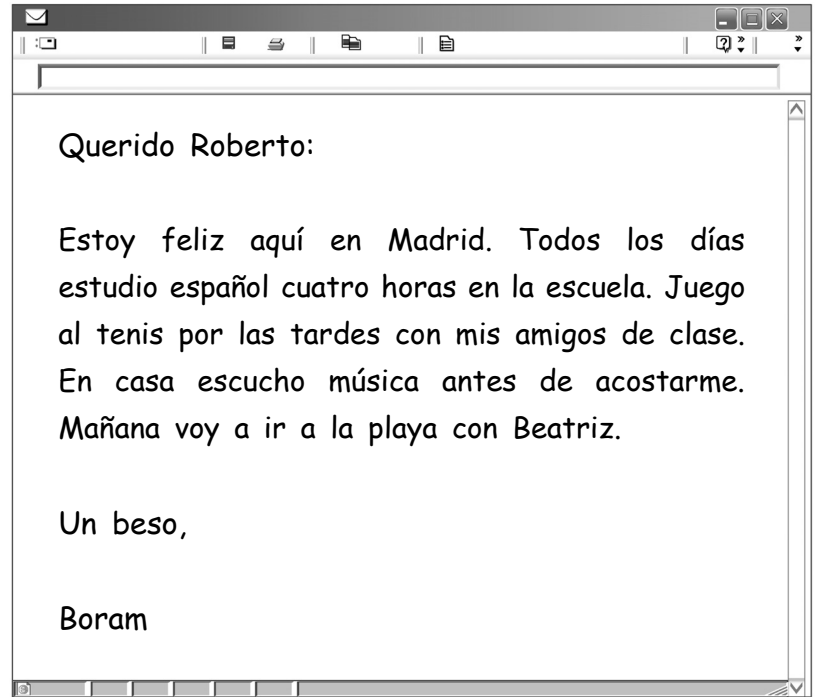 Querido Roberto:
Estoy feliz aquí en Madrid. Todos los días
estudio español cuatro horas en la escuela. Juego
al tenis por las tardes con mis amigos de clase.
En casa escucho música antes de acostarme.
Mañana voy a ir a la playa con Beatriz.
Un beso,
Boram